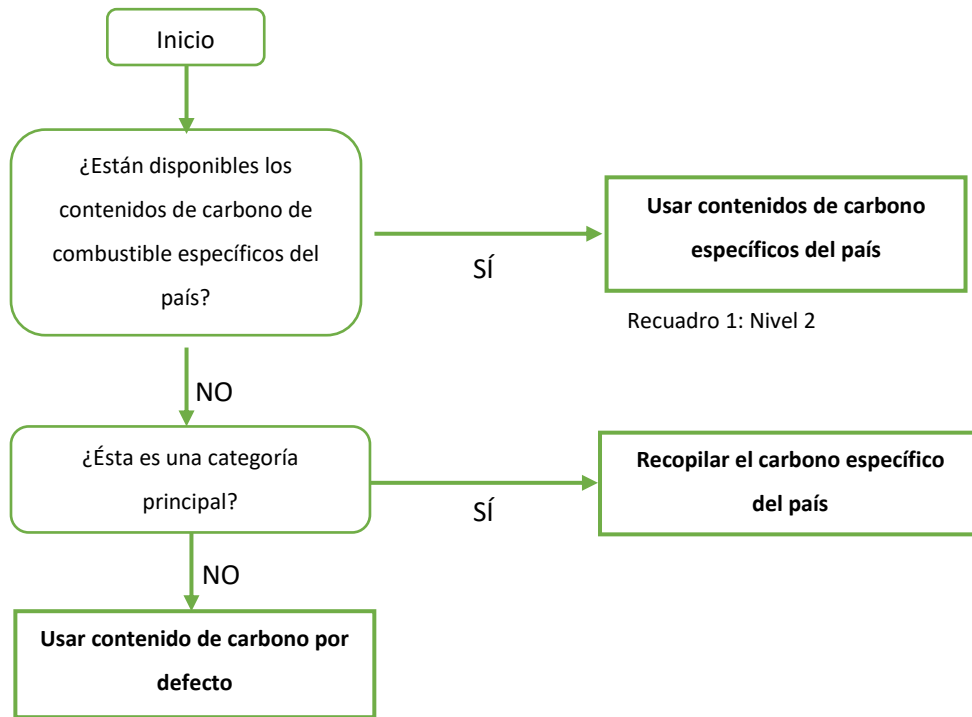 Inicio
¿Están disponibles los
contenidos de carbono de
combustible específicos del
país?
SÍ
Usar contenidos de carbono
específicos del país
Recuadro 1: Nivel 2
NO
¿Ésta es una categoría
principal?
SÍ
Recopilar el carbono específico
del país
NO
Usar contenido de carbono por
defecto